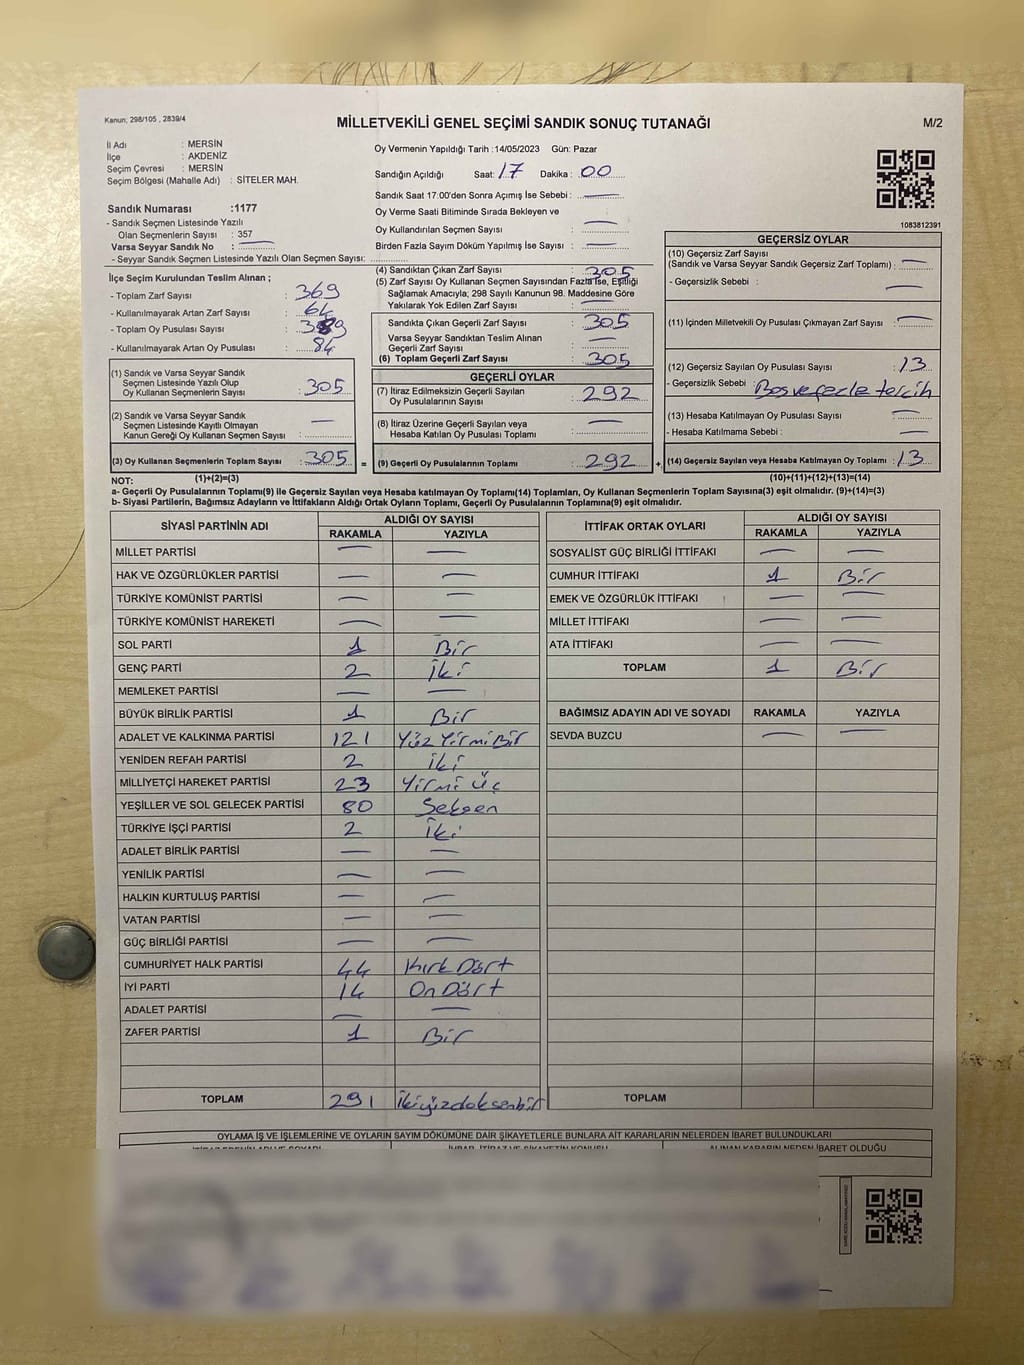 Kanun; 298/105 , 2839/4
MİLLETVEKİLİ GENEL SEÇİMİ SANDIK SONUÇ TUTANAĞI
M/2
İl Adı : MERSİN
İlçe : AKDENİZ
Seçim Çevresi : MERSİN
Seçim Bölgesi (Mahalle Adı) : SİTELER MAH.
Sandık Numarası :1177
- Sandık Seçmen Listesinde Yazılı
Olan Seçmenlerin Sayısı : 357
Varsa Seyyar Sandık No : —
- Seyyar Sandık Seçmen Listesinde Yazılı Olan Seçmen Sayısı:
Oy Vermenin Yapıldığı Tarih :14/05/2023 Gün: Pazar
Sandığın Açıldığı Saat: 17 Dakika : 00
Sandık Saat 17:00'den Sonra Açımış İse Sebebi : —
Oy Verme Saati Bitiminde Sırada Bekleyen ve
Oy Kullandırılan Seçmen Sayısı : —
Birden Fazla Sayım Döküm Yapılmış İse Sayısı : —
1083812391
İlçe Seçim Kurulundan Teslim Alınan ;
- Toplam Zarf Sayısı : 369
- Kullanılmayarak Artan Zarf Sayısı : 64
- Toplam Oy Pusulası Sayısı : 389
- Kullanılmayarak Artan Oy Pusulası : 84
(1) Sandık ve Varsa Seyyar Sandık
Seçmen Listesinde Yazılı Olup
Oy Kullanan Seçmenlerin Sayısı : 305
(2) Sandık ve Varsa Seyyar Sandık
Seçmen Listesinde Kayıtlı Olmayan
Kanun Gereği Oy Kullanan Seçmen Sayısı : —
(3) Oy Kullanan Seçmenlerin Toplam Sayısı : 305
(4) Sandıktan Çıkan Zarf Sayısı : 305
(5) Zarf Sayısı Oy Kullanan Seçmen Sayısından Fazla İse, Eşitliği
Sağlamak Amacıyla, 298 Sayılı Kanunun 98. Maddesine Göre
Yakılarak Yok Edilen Zarf Sayısı : —
Sandıkta Çıkan Geçerli Zarf Sayısı : 305
Varsa Seyyar Sandıktan Teslim Alınan
Geçerli Zarf Sayısı : —
(6) Toplam Geçerli Zarf Sayısı : 305
GEÇERLİ OYLAR
(7) İtiraz Edilmeksizin Geçerli Sayılan
Oy Pusulalarının Sayısı : 292
(8) İtiraz Üzerine Geçerli Sayılan veya
Hesaba Katılan Oy Pusulası Toplamı : —
= (9) Geçerli Oy Pusulalarının Toplamı : 292 +
GEÇERSİZ OYLAR
(10) Geçersiz Zarf Sayısı
(Sandık ve Varsa Seyyar Sandık Geçersiz Zarf Toplamı) : —
- Geçersizlik Sebebi : —
(11) İçinden Milletvekili Oy Pusulası Çıkmayan Zarf Sayısı : —
(12) Geçersiz Sayılan Oy Pusulası Sayısı : 13
- Geçersizlik Sebebi : Boş tercih
(13) Hesaba Katılmayan Oy Pusulası Sayısı : —
- Hesaba Katılmama Sebebi : —
(14) Geçersiz Sayılan veya Hesaba Katılmayan Oy Toplamı : 13
NOT: (1)+(2)=(3) (10)+(11)+(12)+(13)=(14)
a- Geçerli Oy Pusulalarının Toplamı(9) ile Geçersiz Sayılan veya Hesaba katılmayan Oy Toplamı(14) Toplamları, Oy Kullanan Seçmenlerin Toplam Sayısına(3) eşit olmalıdır. (9)+(14)=(3)
b- Siyasi Partilerin, Bağımsız Adayların ve İttifakların Aldığı Ortak Oyların Toplamı, Geçerli Oy Pusulalarının Toplamına(9) eşit olmalıdır.
SİYASİ PARTİNİN ADI ALDIĞI OY SAYISI
RAKAMLA YAZIYLA
MİLLET PARTİSİ — —
HAK VE ÖZGÜRLÜKLER PARTİSİ — —
TÜRKİYE KOMÜNİST PARTİSİ — —
TÜRKİYE KOMÜNİST HAREKETİ — —
SOL PARTİ 1 Bir
GENÇ PARTİ 2 İki
MEMLEKET PARTİSİ — —
BÜYÜK BİRLİK PARTİSİ 1 Bir
ADALET VE KALKINMA PARTİSİ 121 Yüz Yirmi Bir
YENİDEN REFAH PARTİSİ 2 iki
MİLLİYETÇİ HAREKET PARTİSİ 23 Yirmi üç
YEŞİLLER VE SOL GELECEK PARTİSİ 80 Seksen
TÜRKİYE İŞÇİ PARTİSİ 2 İki
ADALET BİRLİK PARTİSİ — —
YENİLİK PARTİSİ — —
HALKIN KURTULUŞ PARTİSİ — —
VATAN PARTİSİ — —
GÜÇ BİRLİĞİ PARTİSİ — —
CUMHURİYET HALK PARTİSİ 44 Kırk Dört
İYİ PARTİ 14 On Dört
ADALET PARTİSİ — —
ZAFER PARTİSİ 1 Bir
TOPLAM 291 ikiyüzdoksenbir
İTTİFAK ORTAK OYLARI ALDIĞI OY SAYISI
RAKAMLA YAZIYLA
SOSYALİST GÜÇ BİRLİĞİ İTTİFAKI — —
CUMHUR İTTİFAKI 1 Bir
EMEK VE ÖZGÜRLÜK İTTİFAKI — —
MİLLET İTTİFAKI — —
ATA İTTİFAKI — —
TOPLAM 1 Bir
BAĞIMSIZ ADAYIN ADI VE SOYADI RAKAMLA YAZIYLA
SEVDA BUZCU — —
TOPLAM
OYLAMA İŞ VE İŞLEMLERİNE VE OYLARIN SAYIM DÖKÜMÜNE DAİR ŞİKAYETLERLE BUNLARA AİT KARARLARIN NELERDEN İBARET BULUNDUKLARI
ALINAN KARARIN NEDEN İBARET OLDUĞU